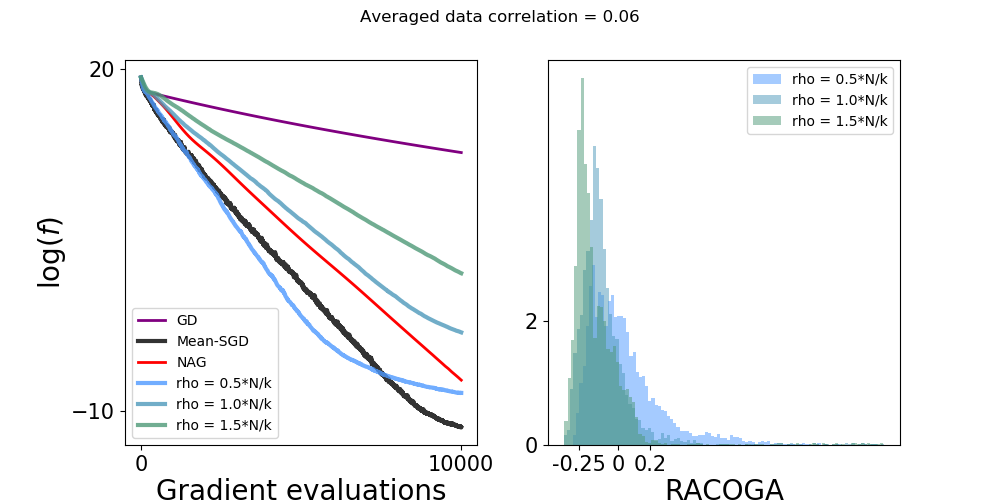 Averaged data correlation = 0.06
20
-10
log(f)
0
10000
Gradient evaluations
GD
Mean-SGD
NAG
rho = 0.5*N/k
rho = 1.0*N/k
rho = 1.5*N/k
rho = 0.5*N/k
rho = 1.0*N/k
rho = 1.5*N/k
2
0
-0.25
0
0.2
RACOGA